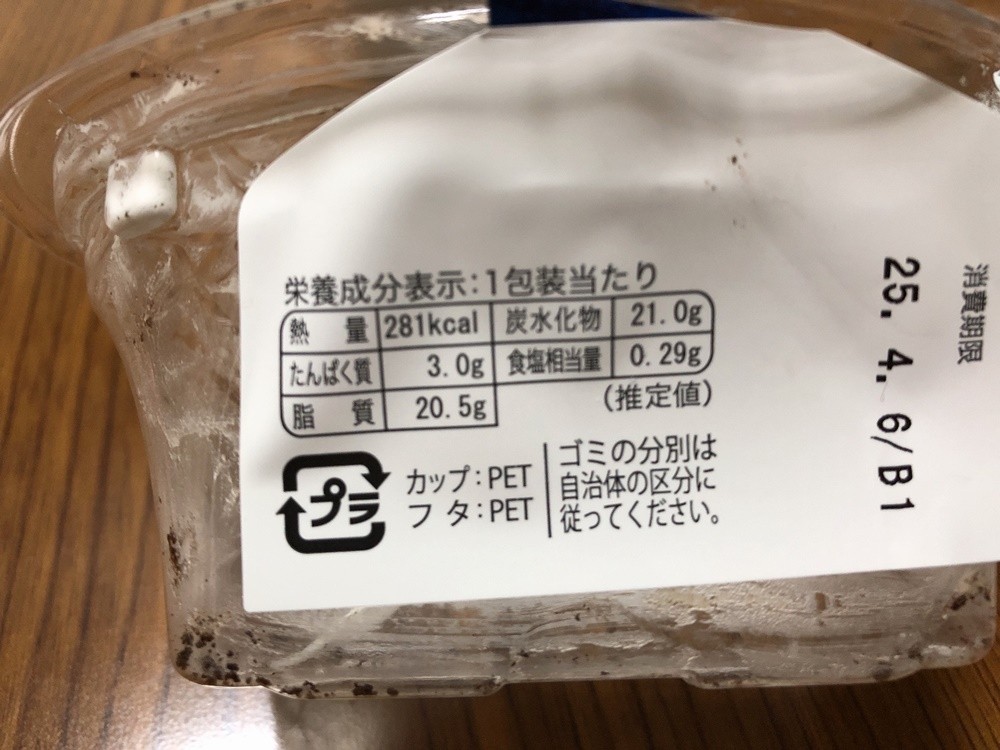 栄養成分表示:1包装当たり
熱量 281kcal 炭水化物 21.0g
たんぱく質 3.0g 食塩相当量 0.29g
脂質 20.5g
(推定値)
プラ
カップ:PET
フタ:PET
ゴミの分別は
自治体の区分に
従ってください。
消費期限
25. 4. 6/B1